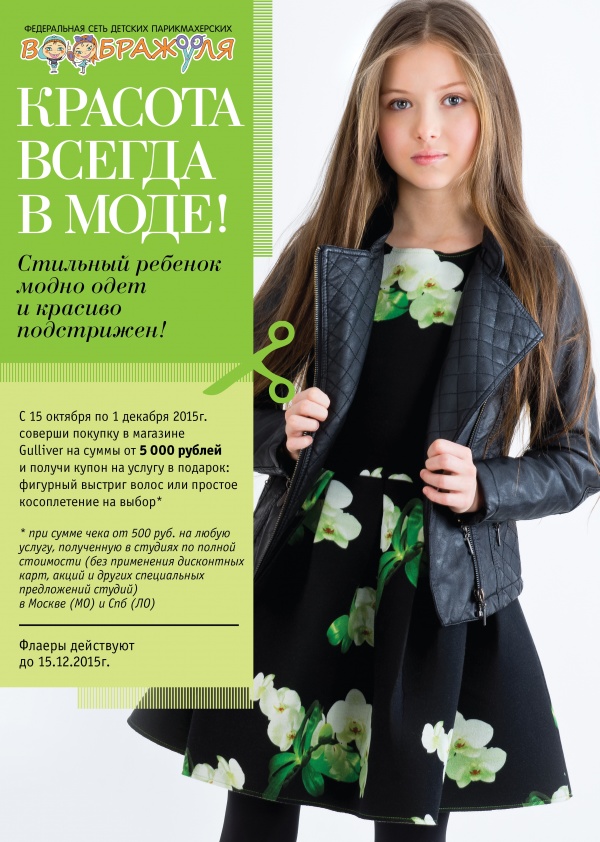 ФЕДЕРАЛЬНАЯ СЕТЬ ДЕТСКИХ ПАРИКМАХЕРСКИХ
ВООБРАЖУЛЯ
КРАСОТА
ВСЕГДА
В МОДЕ!
Стильный ребенок
модно одет
и красиво
подстрижен!
С 15 октября по 1 декабря 2015г.
соверши покупку в магазине
Gulliver на суммы от 5 000 рублей
и получи купон на услугу в подарок:
фигурный выстриг волос или простое
косоплетение на выбор*
* при сумме чека от 500 руб. на любую
услугу, полученную в студиях по полной
стоимости (без применения дисконтных
карт, акций и других специальных
предложений студий)
в Москве (МО) и Спб (ЛО)
Флаеры действуют
до 15.12.2015г.